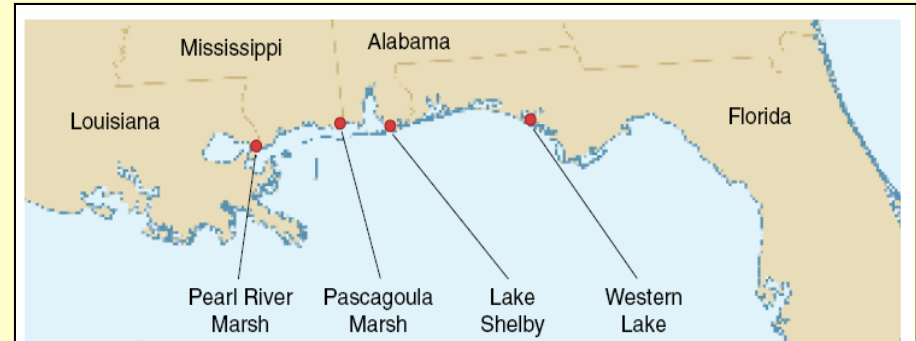 Mississippi
Alabama
Louisiana
Florida
Pearl River
Marsh
Pascagoula
Marsh
Lake
Shelby
Western
Lake